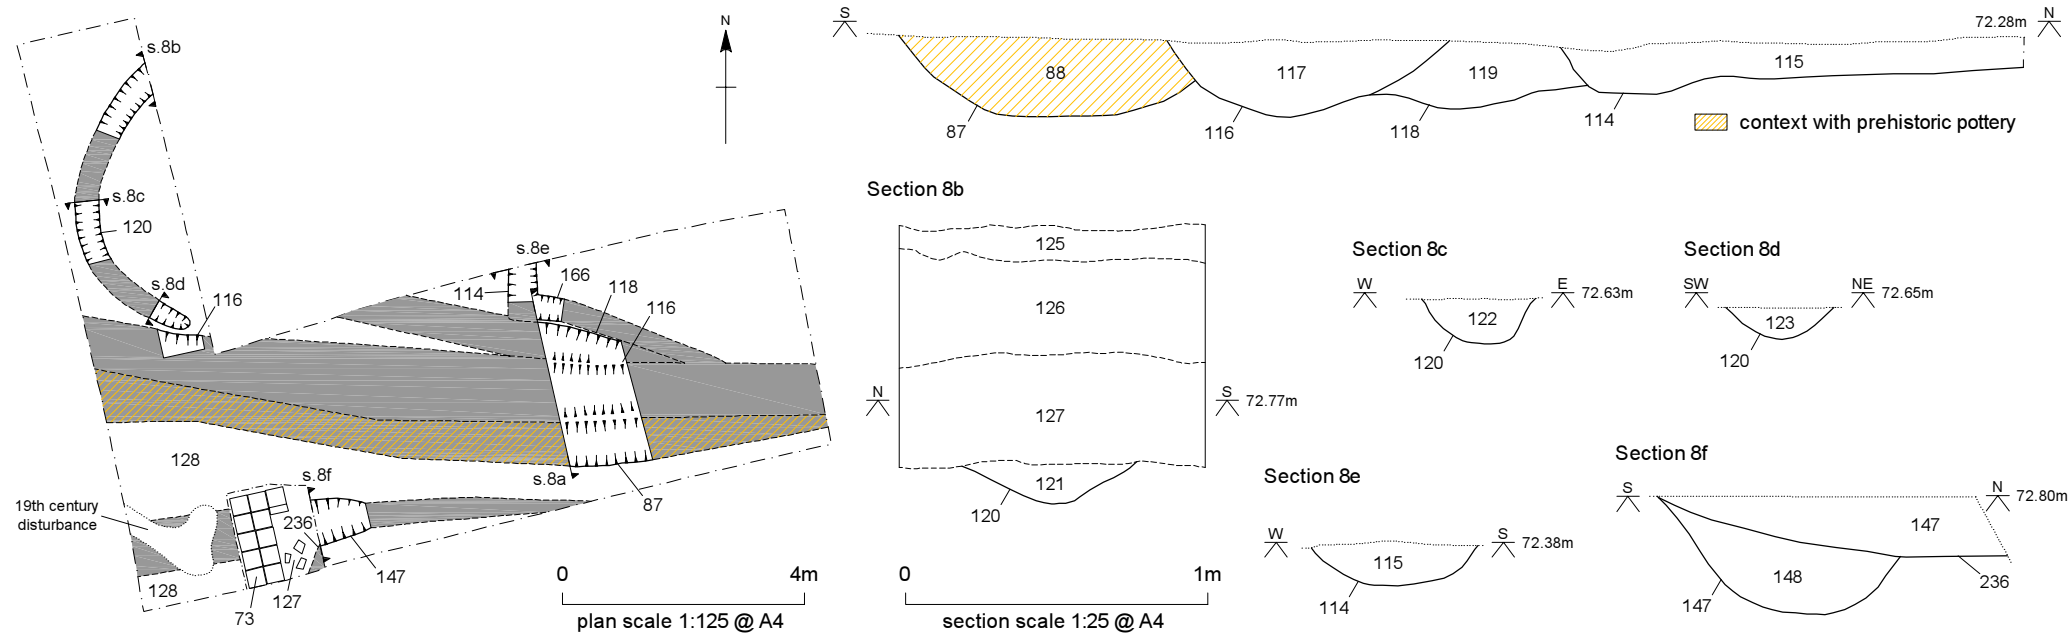 s.8b
s.8c
120
s.8d
116
N
s.8e
166
114
118
116
128
s.8f
s.8a
87
19th century
disturbance
236
147
128
127
73
0 4m
plan scale 1:125 @ A4
S
72.28m
N
88
117
119
115
87
116
118
114
context with prehistoric pottery
Section 8b
125
126
127
N
S
72.77m
121
120
0 1m
section scale 1:25 @ A4
Section 8c
W
E
72.63m
122
120
Section 8d
SW
NE
72.65m
123
120
Section 8e
W
S
72.38m
115
114
Section 8f
S
N
72.80m
147
148
147
236